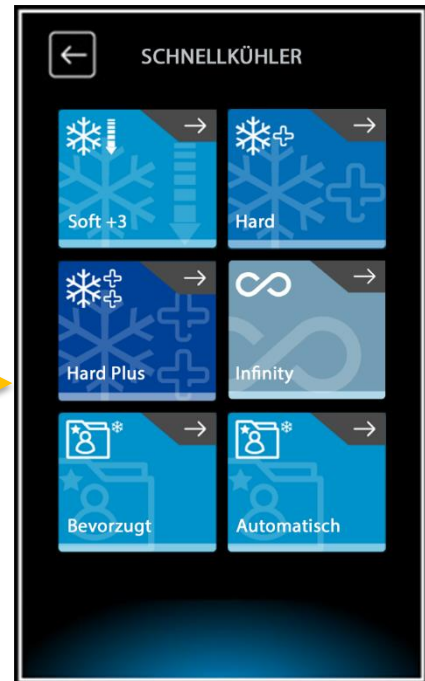 SCHNELLKÜHLER
Soft +3
Hard
Hard Plus
Infinity
Bevorzugt
Automatisch